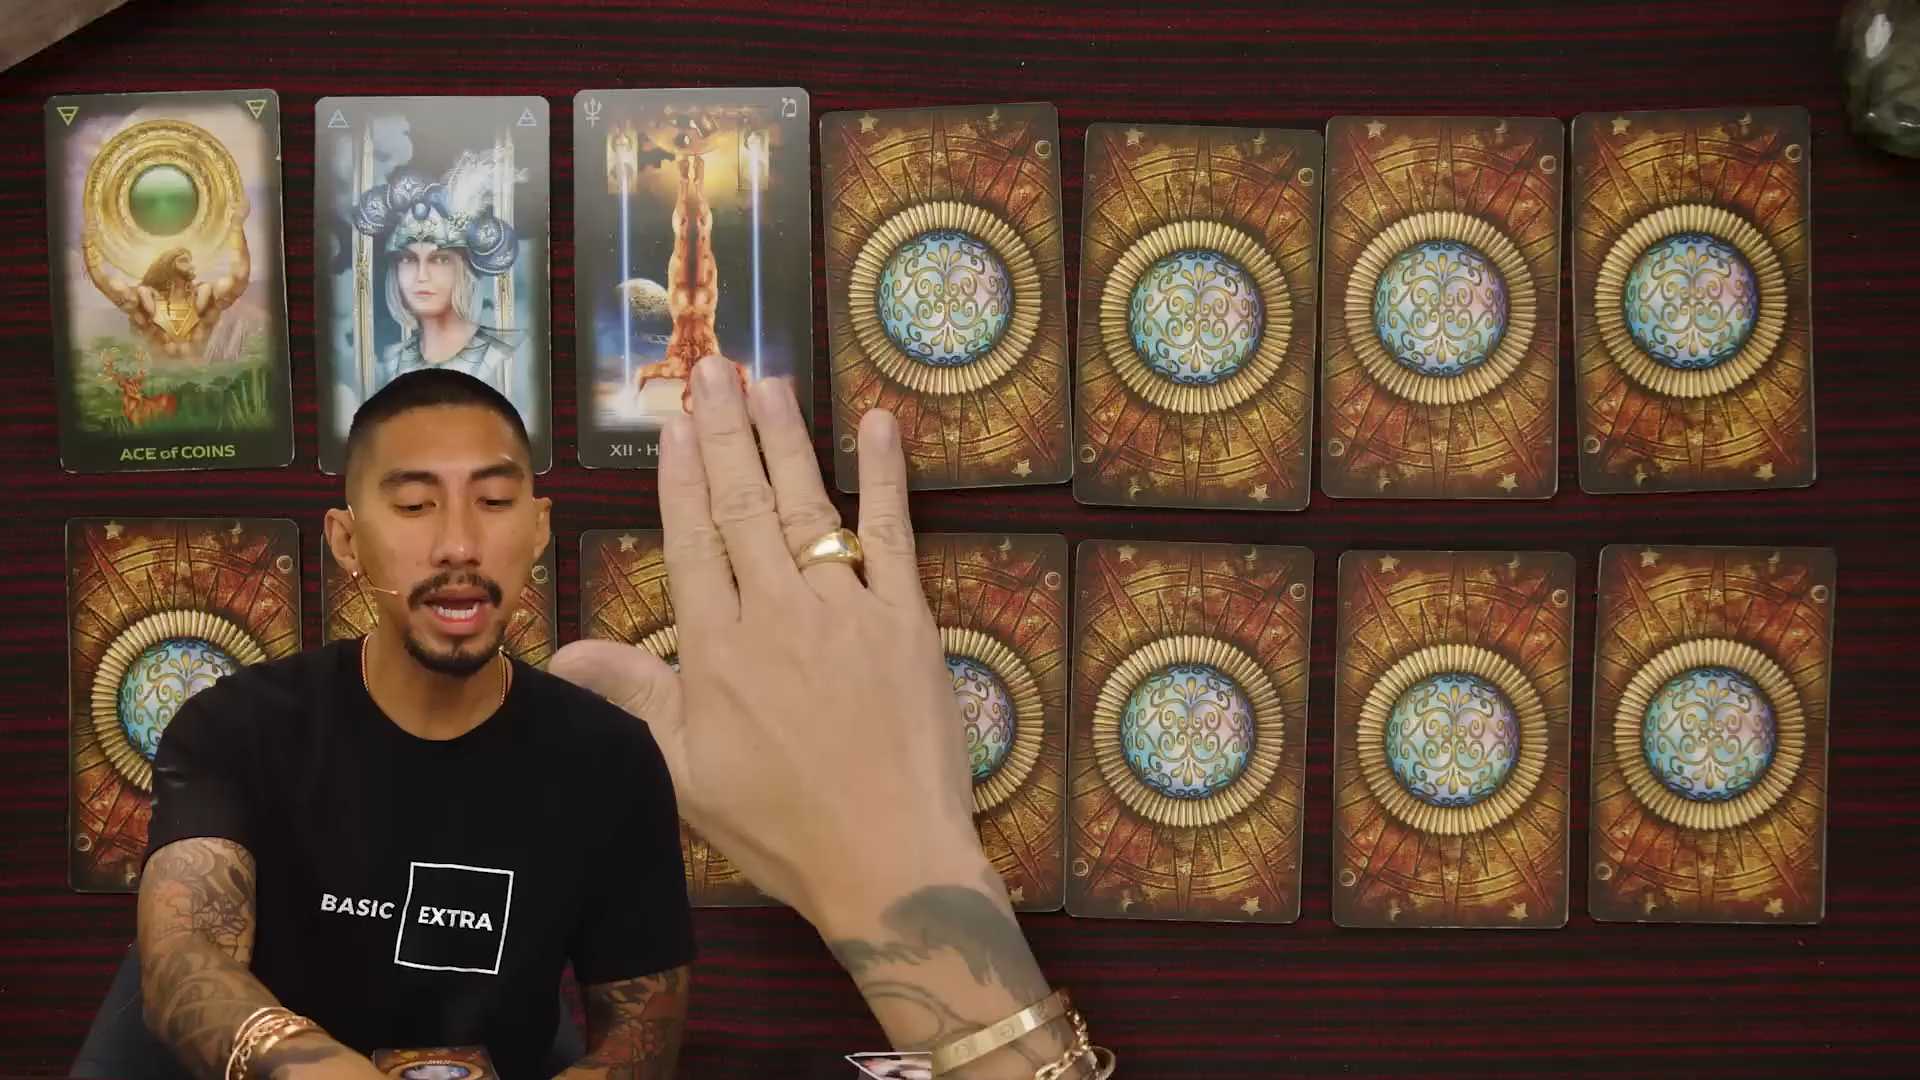 מ
ACE of COINS
XII • H
BASIC EXTRA